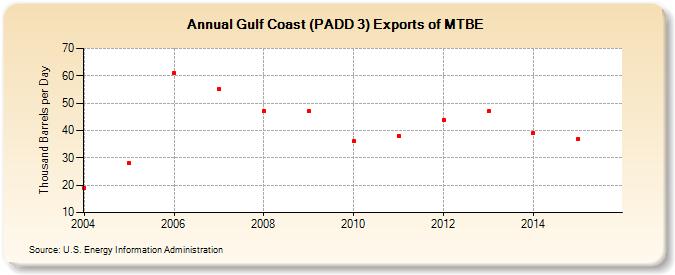 Annual Gulf Coast (PADD 3) Exports of MTBE
Thousand Barrels per Day
70
60
50
40
30
20
10
2004 2006 2008 2010 2012 2014
Source: U.S. Energy Information Administration